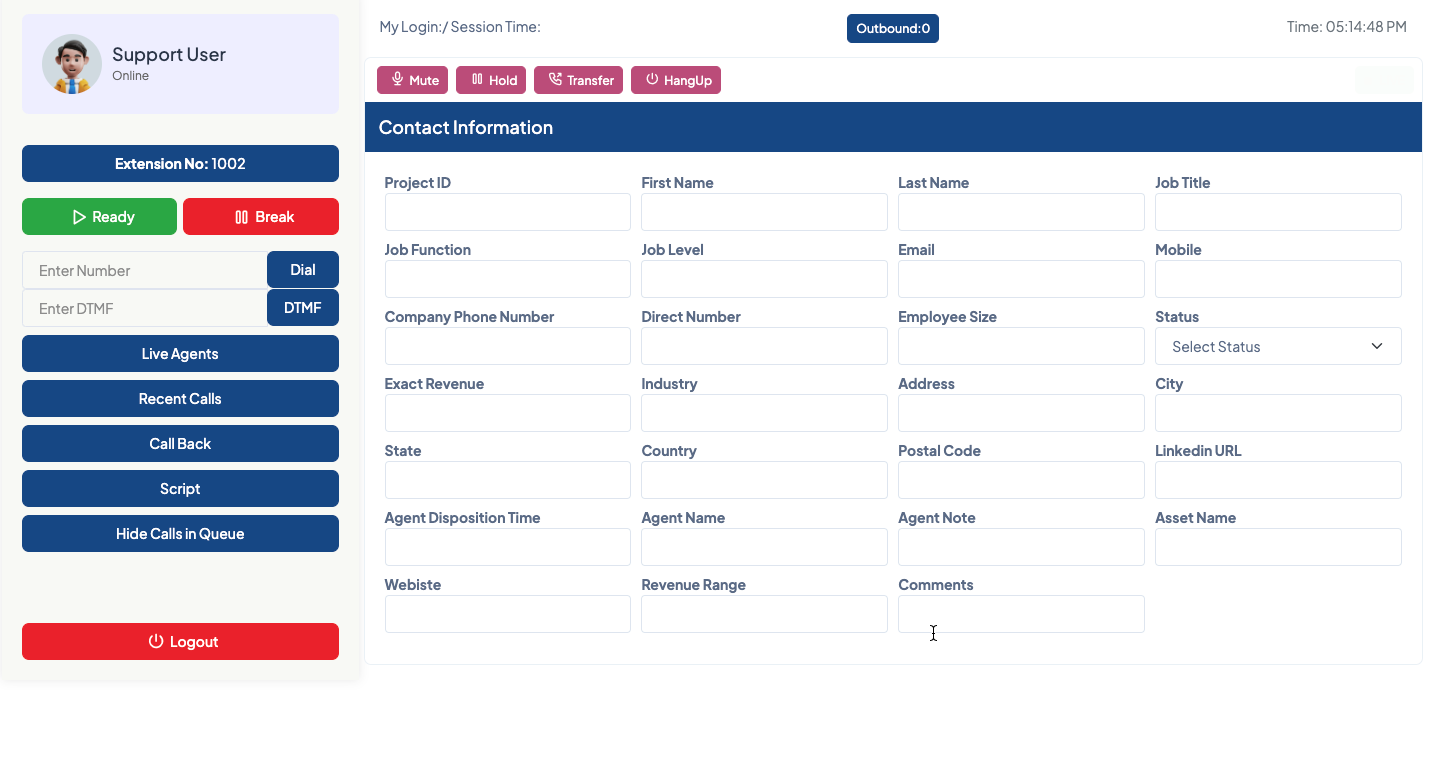 Support User
Online
Extension No: 1002
Ready
Break
Enter Number
Dial
Enter DTMF
DTMF
Live Agents
Recent Calls
Call Back
Script
Hide Calls in Queue
Logout
My Login:/ Session Time:
Outbound:0
Time: 05:14:48 PM
Mute
Hold
Transfer
HangUp
Contact Information
Project ID
First Name
Last Name
Job Title
Job Function
Job Level
Email
Mobile
Company Phone Number
Direct Number
Employee Size
Status
Select Status
Exact Revenue
Industry
Address
City
State
Country
Postal Code
Linkedin URL
Agent Disposition Time
Agent Name
Agent Note
Asset Name
Webiste
Revenue Range
Comments